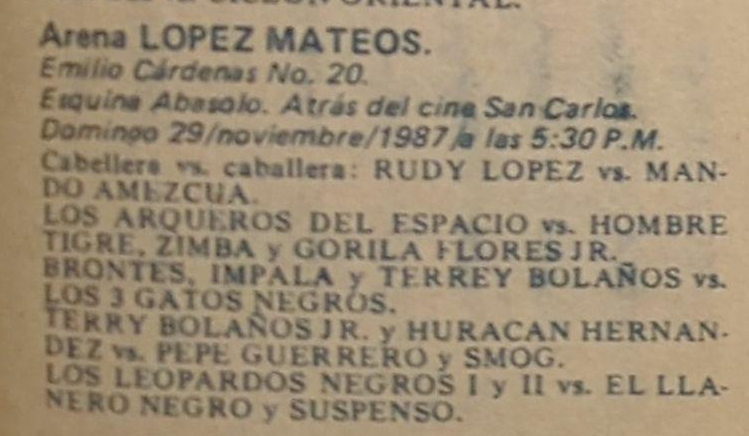 CICLON ORIENTAL.
Arena LOPEZ MATEOS.
Emilio Cárdenas No. 20.
Esquina Abasolo. Atrás del cine San Carlos.
Domingo 29/noviembre/1987/a las 5:30 P.M.
Cabellera vs. caballera: RUDY LOPEZ vs. MAN-
DO AMEZCUA.
LOS ARQUEROS DEL ESPACIO vs. HOMBRE
TIGRE, ZIMBA y GORILA FLORES JR.
BRONTES, IMPALA y TERREY BOLAÑOS vs.
LOS 3 GATOS NEGROS.
TERRY BOLAÑOS JR. y HURACAN HERNAN-
DEZ vs. PEPE GUERRERO y SMOG.
LOS LEOPARDOS NEGROS I y II vs. EL LLA-
NERO NEGRO y SUSPENSO.